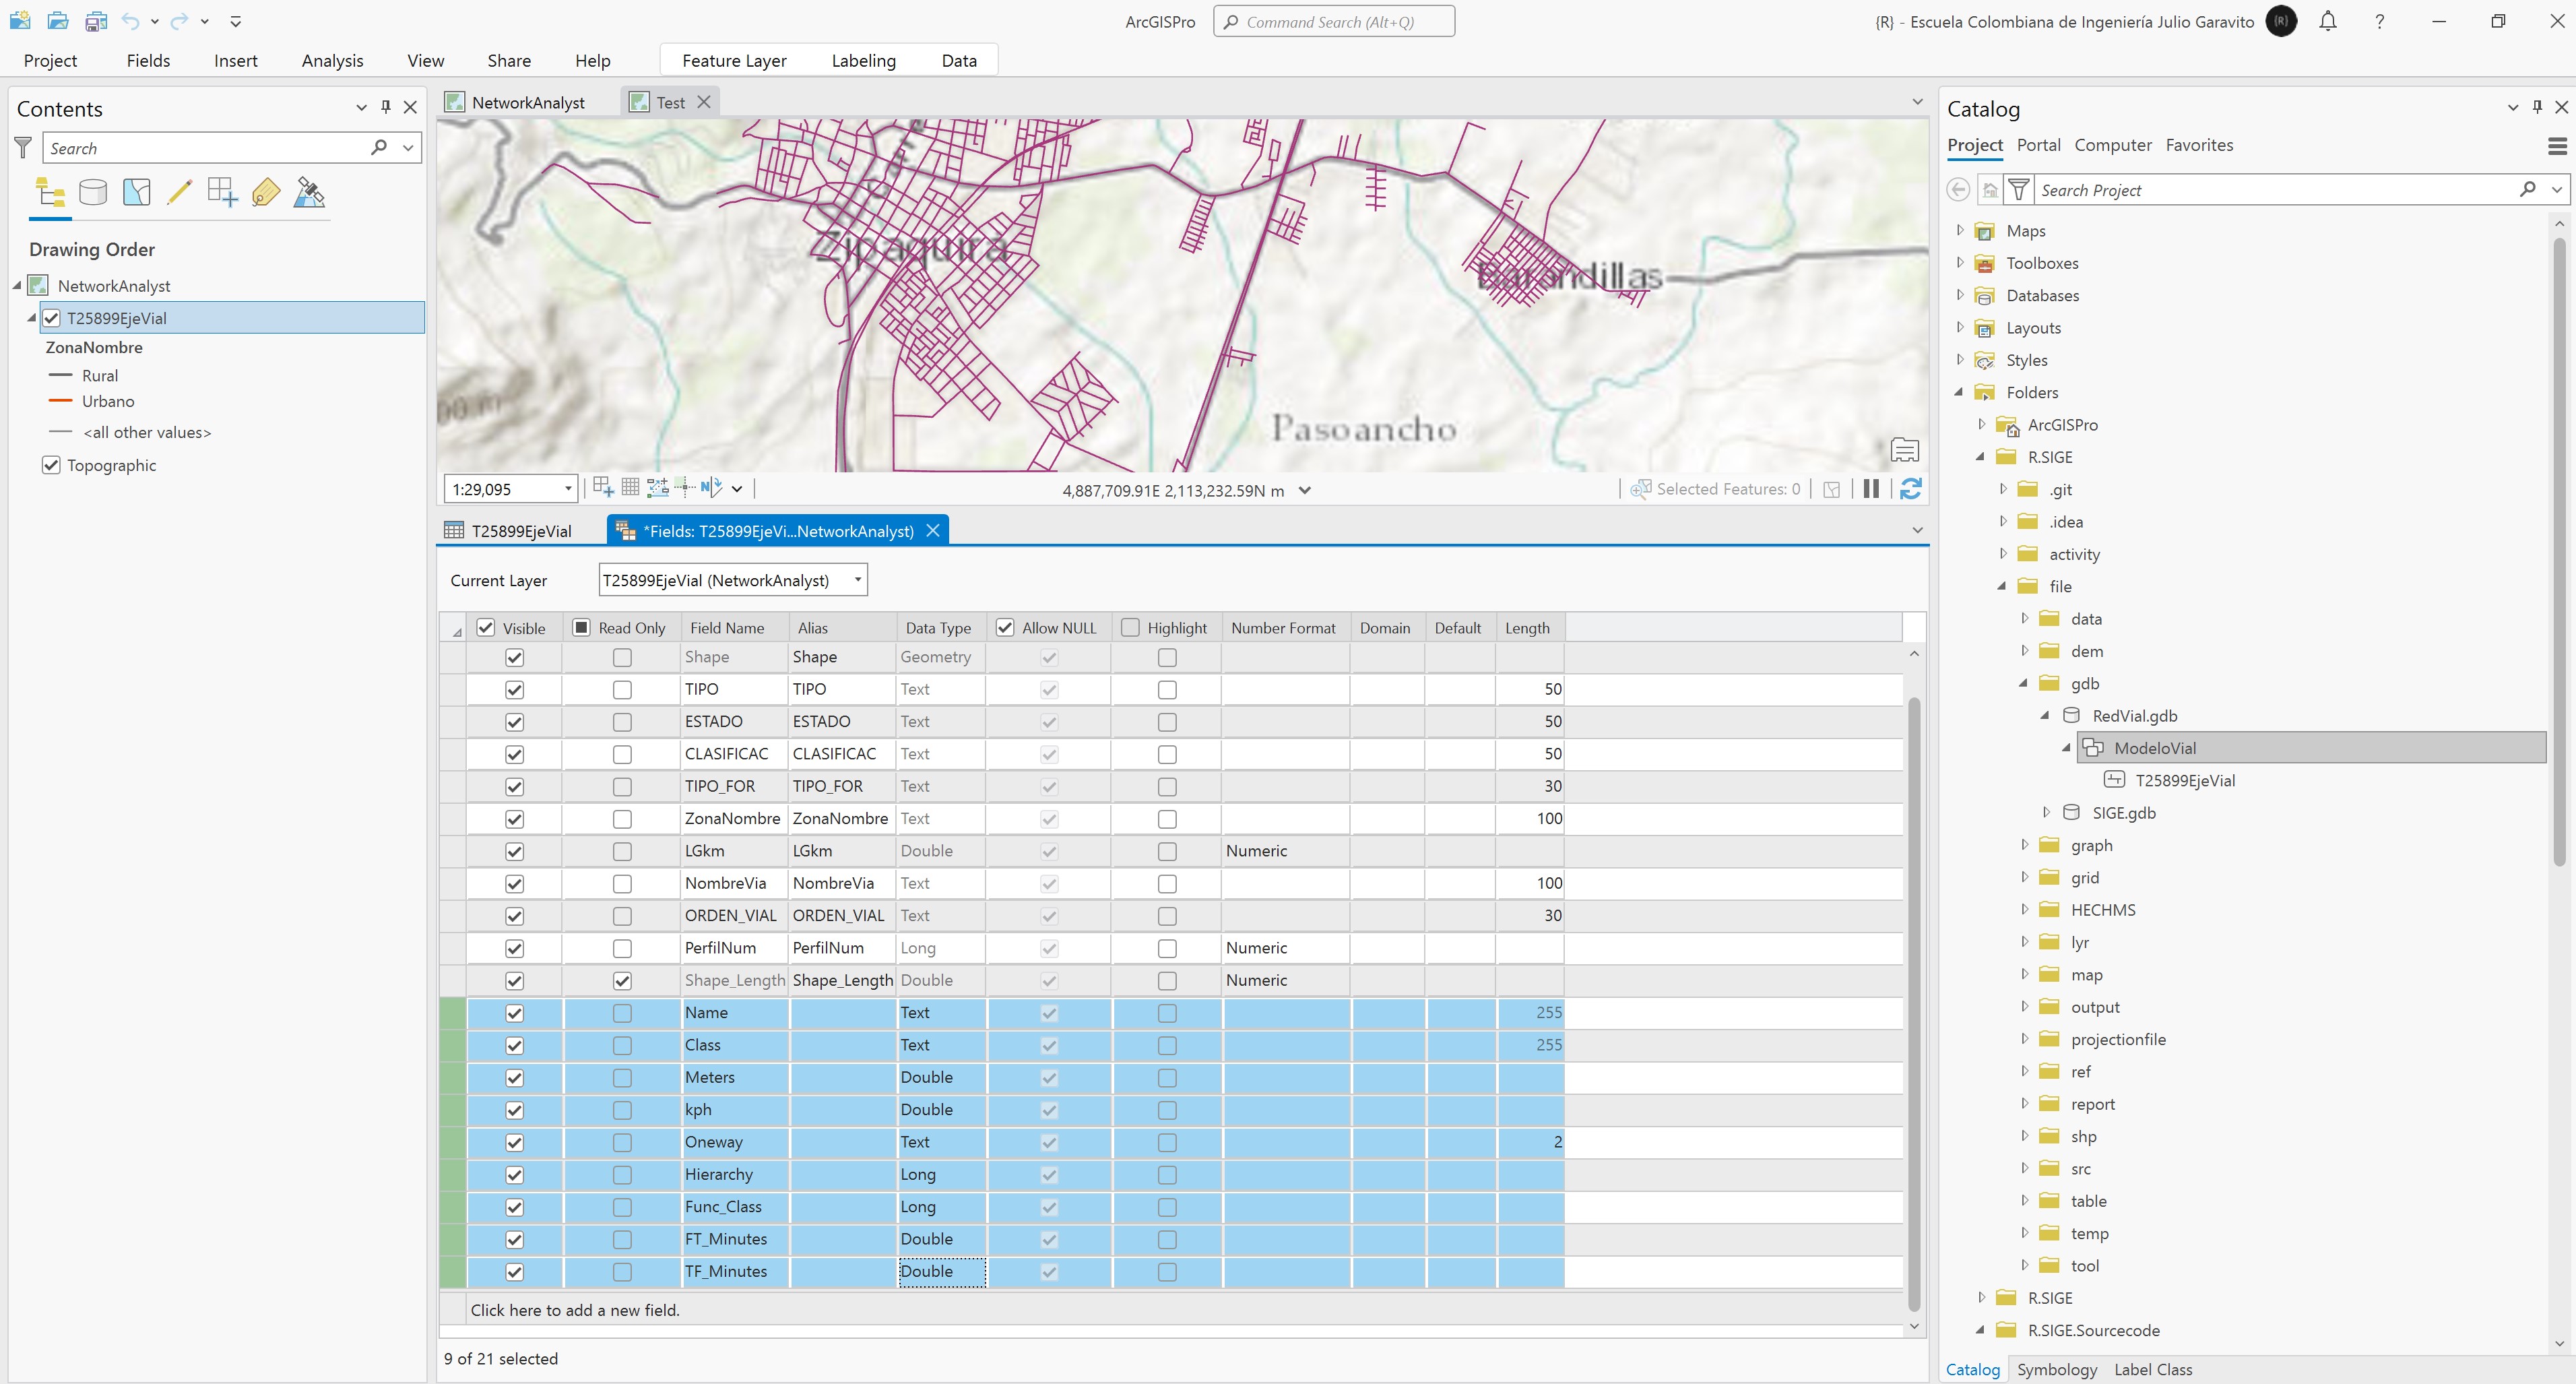 ArcGISPro
Command Search (Alt+Q)
{R} - Escuela Colombiana de Ingeniería Julio Garavito
{R}
Project
Fields
Insert
Analysis
View
Share
Help
Feature Layer
Labeling
Data
Contents
Search
Drawing Order
NetworkAnalyst
T25899EjeVial
ZonaNombre
Rural
Urbano
<all other values>
Topographic
NetworkAnalyst
Test
Zipaquirá
Barandillas
Pasoancho
1:29,095
4,887,709.91E 2,113,232.59N m
Selected Features: 0
T25899EjeVial
*Fields: T25899EjeVi...NetworkAnalyst)
Current Layer
T25899EjeVial (NetworkAnalyst)
Visible Read Only Field Name Alias Data Type Allow NULL Highlight Number Format Domain Default Length
Shape Shape Geometry
TIPO TIPO Text 50
ESTADO ESTADO Text 50
CLASIFICAC CLASIFICAC Text 50
TIPO_FOR TIPO_FOR Text 30
ZonaNombre ZonaNombre Text 100
LGkm LGkm Double Numeric
NombreVia NombreVia Text 100
ORDEN_VIAL ORDEN_VIAL Text 30
PerfilNum PerfilNum Long Numeric
Shape_Length Shape_Length Double Numeric
Name Text 255
Class Text 255
Meters Double
kph Double
Oneway Text 2
Hierarchy Long
Func_Class Long
FT_Minutes Double
TF_Minutes Double
Click here to add a new field.
9 of 21 selected
Catalog
Project Portal Computer Favorites
Search Project
Maps
Toolboxes
Databases
Layouts
Styles
Folders
ArcGISPro
R.SIGE
.git
.idea
activity
file
data
dem
gdb
RedVial.gdb
ModeloVial
T25899EjeVial
SIGE.gdb
graph
grid
HECHMS
lyr
map
output
projectionfile
ref
report
shp
src
table
temp
tool
R.SIGE
R.SIGE.Sourcecode
Catalog Symbology Label Class